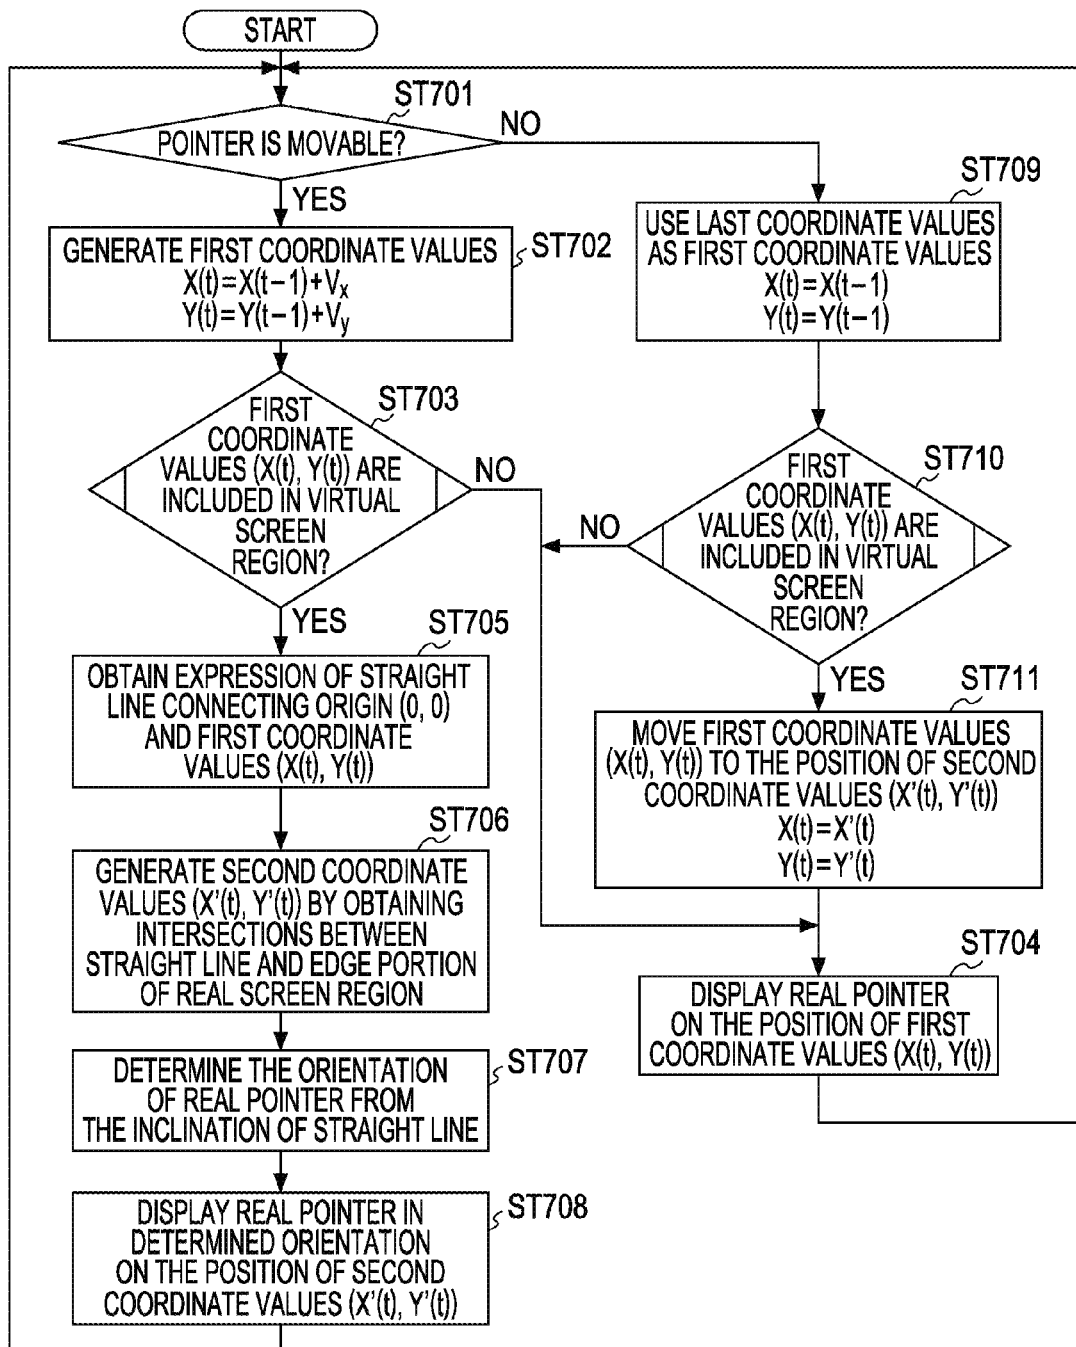 START
ST701
POINTER IS MOVABLE?
NO
YES
ST702
GENERATE FIRST COORDINATE VALUES
X(t)=X(t−1)+Vx
Y(t)=Y(t−1)+Vy
ST703
FIRST
COORDINATE
VALUES (X(t), Y(t)) ARE
INCLUDED IN VIRTUAL
SCREEN
REGION?
NO
YES
ST705
OBTAIN EXPRESSION OF STRAIGHT
LINE CONNECTING ORIGIN (0, 0)
AND FIRST COORDINATE
VALUES (X(t), Y(t))
ST706
GENERATE SECOND COORDINATE
VALUES (X'(t), Y'(t)) BY OBTAINING
INTERSECTIONS BETWEEN
STRAIGHT LINE AND EDGE PORTION
OF REAL SCREEN REGION
ST707
DETERMINE THE ORIENTATION
OF REAL POINTER FROM
THE INCLINATION OF STRAIGHT LINE
ST708
DISPLAY REAL POINTER IN
DETERMINED ORIENTATION
ON THE POSITION OF SECOND
COORDINATE VALUES (X'(t), Y'(t))
ST709
USE LAST COORDINATE VALUES
AS FIRST COORDINATE VALUES
X(t)=X(t−1)
Y(t)=Y(t−1)
ST710
FIRST
COORDINATE
VALUES (X(t), Y(t)) ARE
INCLUDED IN VIRTUAL
SCREEN
REGION?
NO
YES
ST711
MOVE FIRST COORDINATE VALUES
(X(t), Y(t)) TO THE POSITION OF SECOND
COORDINATE VALUES (X'(t), Y'(t))
X(t)=X'(t)
Y(t)=Y'(t)
ST704
DISPLAY REAL POINTER
ON THE POSITION OF FIRST
COORDINATE VALUES (X(t), Y(t))